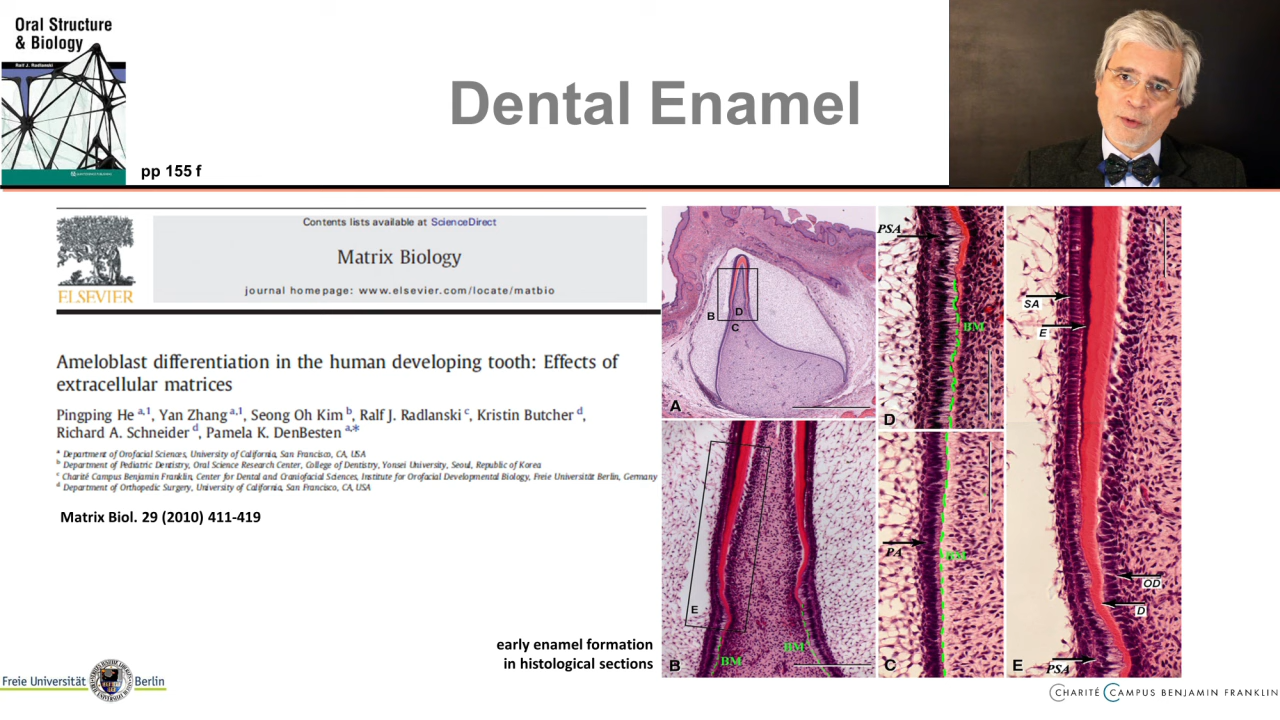 Oral Structure
& Biology
Ralf J. Radlanski
pp 155 f
Dental Enamel
Contents lists available at ScienceDirect
Matrix Biology
journal homepage: www.elsevier.com/locate/matbio
ELSEVIER
Ameloblast differentiation in the human developing tooth: Effects of
extracellular matrices
Pingping He a,1, Yan Zhang a,1, Seong Oh Kim b, Ralf J. Radlanski c, Kristin Butcher d,
Richard A. Schneider d, Pamela K. DenBesten a,*
a Department of Orofacial Sciences, University of California, San Francisco, CA, USA
b Department of Pediatric Dentistry, Oral Science Research Center, College of Dentistry, Yonsei University, Seoul, Republic of Korea
c Charité Campus Benjamin Franklin, Center for Dental and Craniofacial Sciences, Institute for Orofacial Developmental Biology, Freie Universität Berlin, Germany
d Department of Orthopedic Surgery, University of California, San Francisco, CA, USA
Matrix Biol. 29 (2010) 411-419
early enamel formation
in histological sections
B
D
C
A
E
BM
BM
B
PSA
BM
D
PA
C
SA
E
OD
D
PSA
E
Freie Universität Berlin
CHARITÉ CAMPUS BENJAMIN FRANKLIN